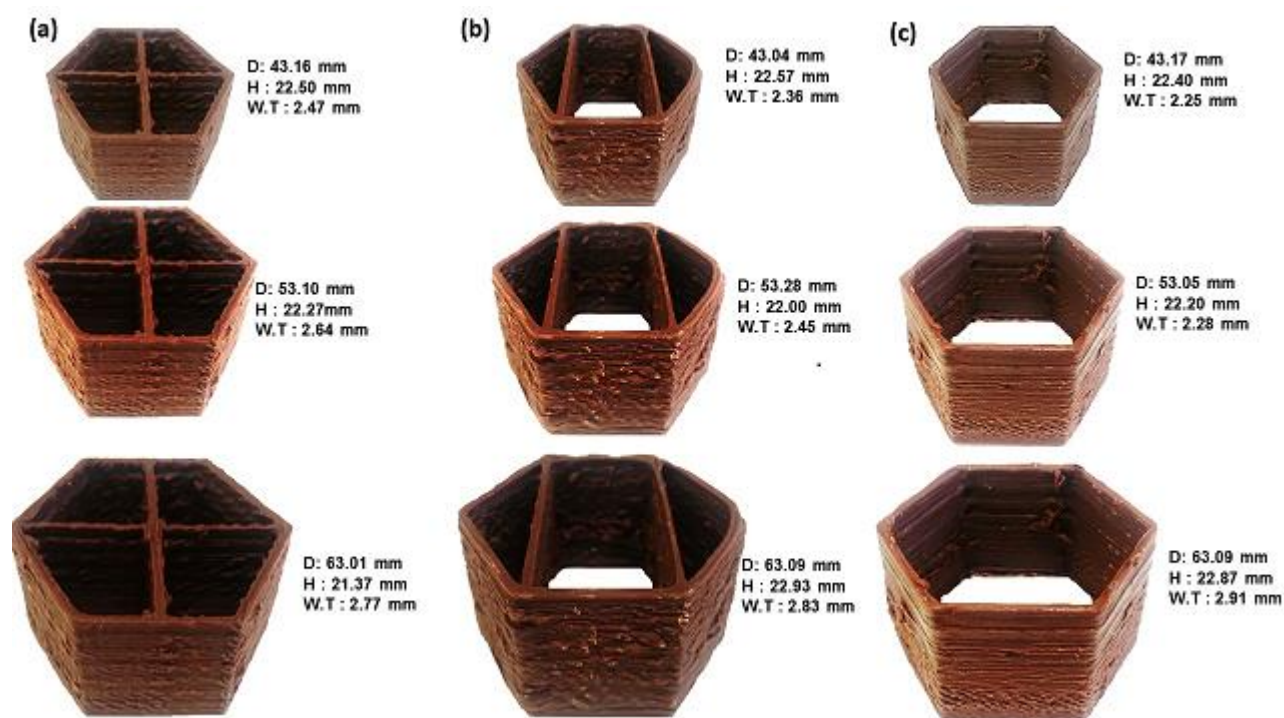 (a)
D: 43.16 mm
H : 22.50 mm
W.T : 2.47 mm
D: 53.10 mm
H : 22.27mm
W.T : 2.64 mm
D: 63.01 mm
H : 21.37 mm
W.T : 2.77 mm
(b)
D: 43.04 mm
H : 22.57 mm
W.T : 2.36 mm
D: 53.28 mm
H : 22.00 mm
W.T : 2.45 mm
D: 63.09 mm
H : 22.93 mm
W.T : 2.83 mm
(c)
D: 43.17 mm
H : 22.40 mm
W.T : 2.25 mm
D: 53.05 mm
H : 22.20 mm
W.T : 2.28 mm
D: 63.09 mm
H : 22.87 mm
W.T : 2.91 mm